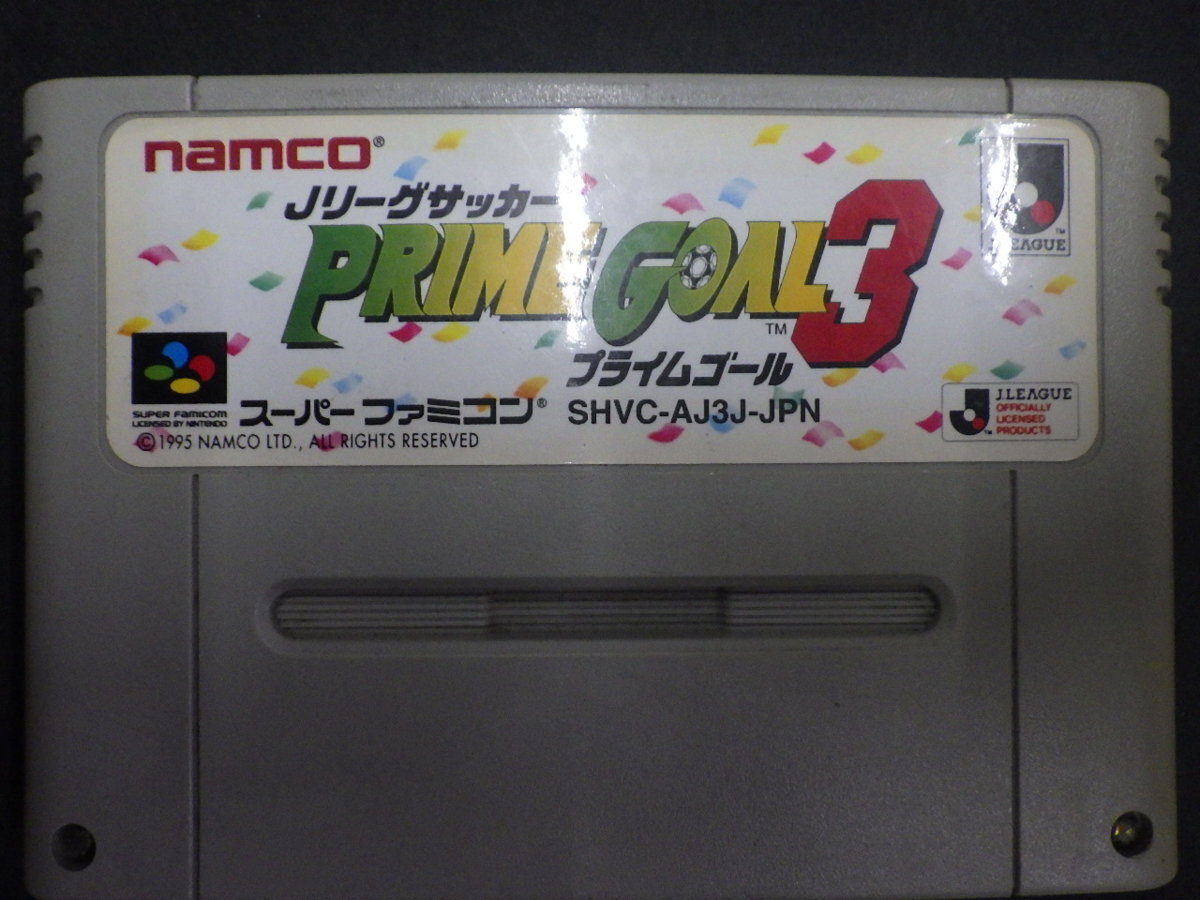 namco®
Jリーグサッカー
PRIME GOAL 3
TM
プライムゴール
J.LEAGUE
TM
SUPER FAMICOM
LICENSED BY NINTENDO
スーパーファミコン® SHVC-AJ3J-JPN
©1995 NAMCO LTD., ALL RIGHTS RESERVED
J.LEAGUE
OFFICIALLY
LICENSED
PRODUCTS
TM